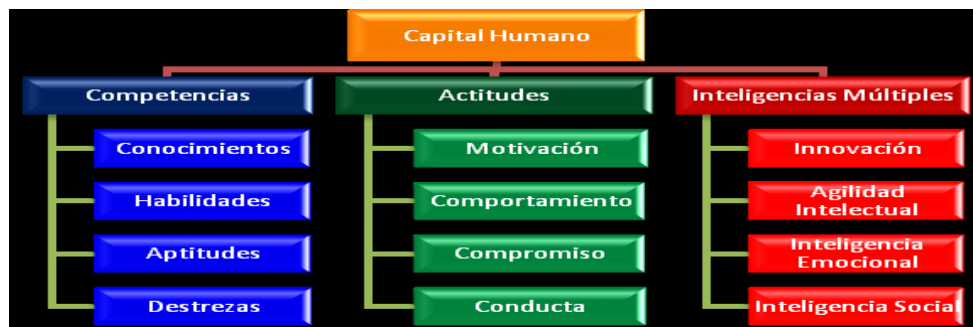 Capital Humano
Competencias
Conocimientos
Habilidades
Aptitudes
Destrezas
Actitudes
Motivación
Comportamiento
Compromiso
Conducta
Inteligencias Múltiples
Innovación
Agilidad
Intelectual
Inteligencia
Emocional
Inteligencia Social